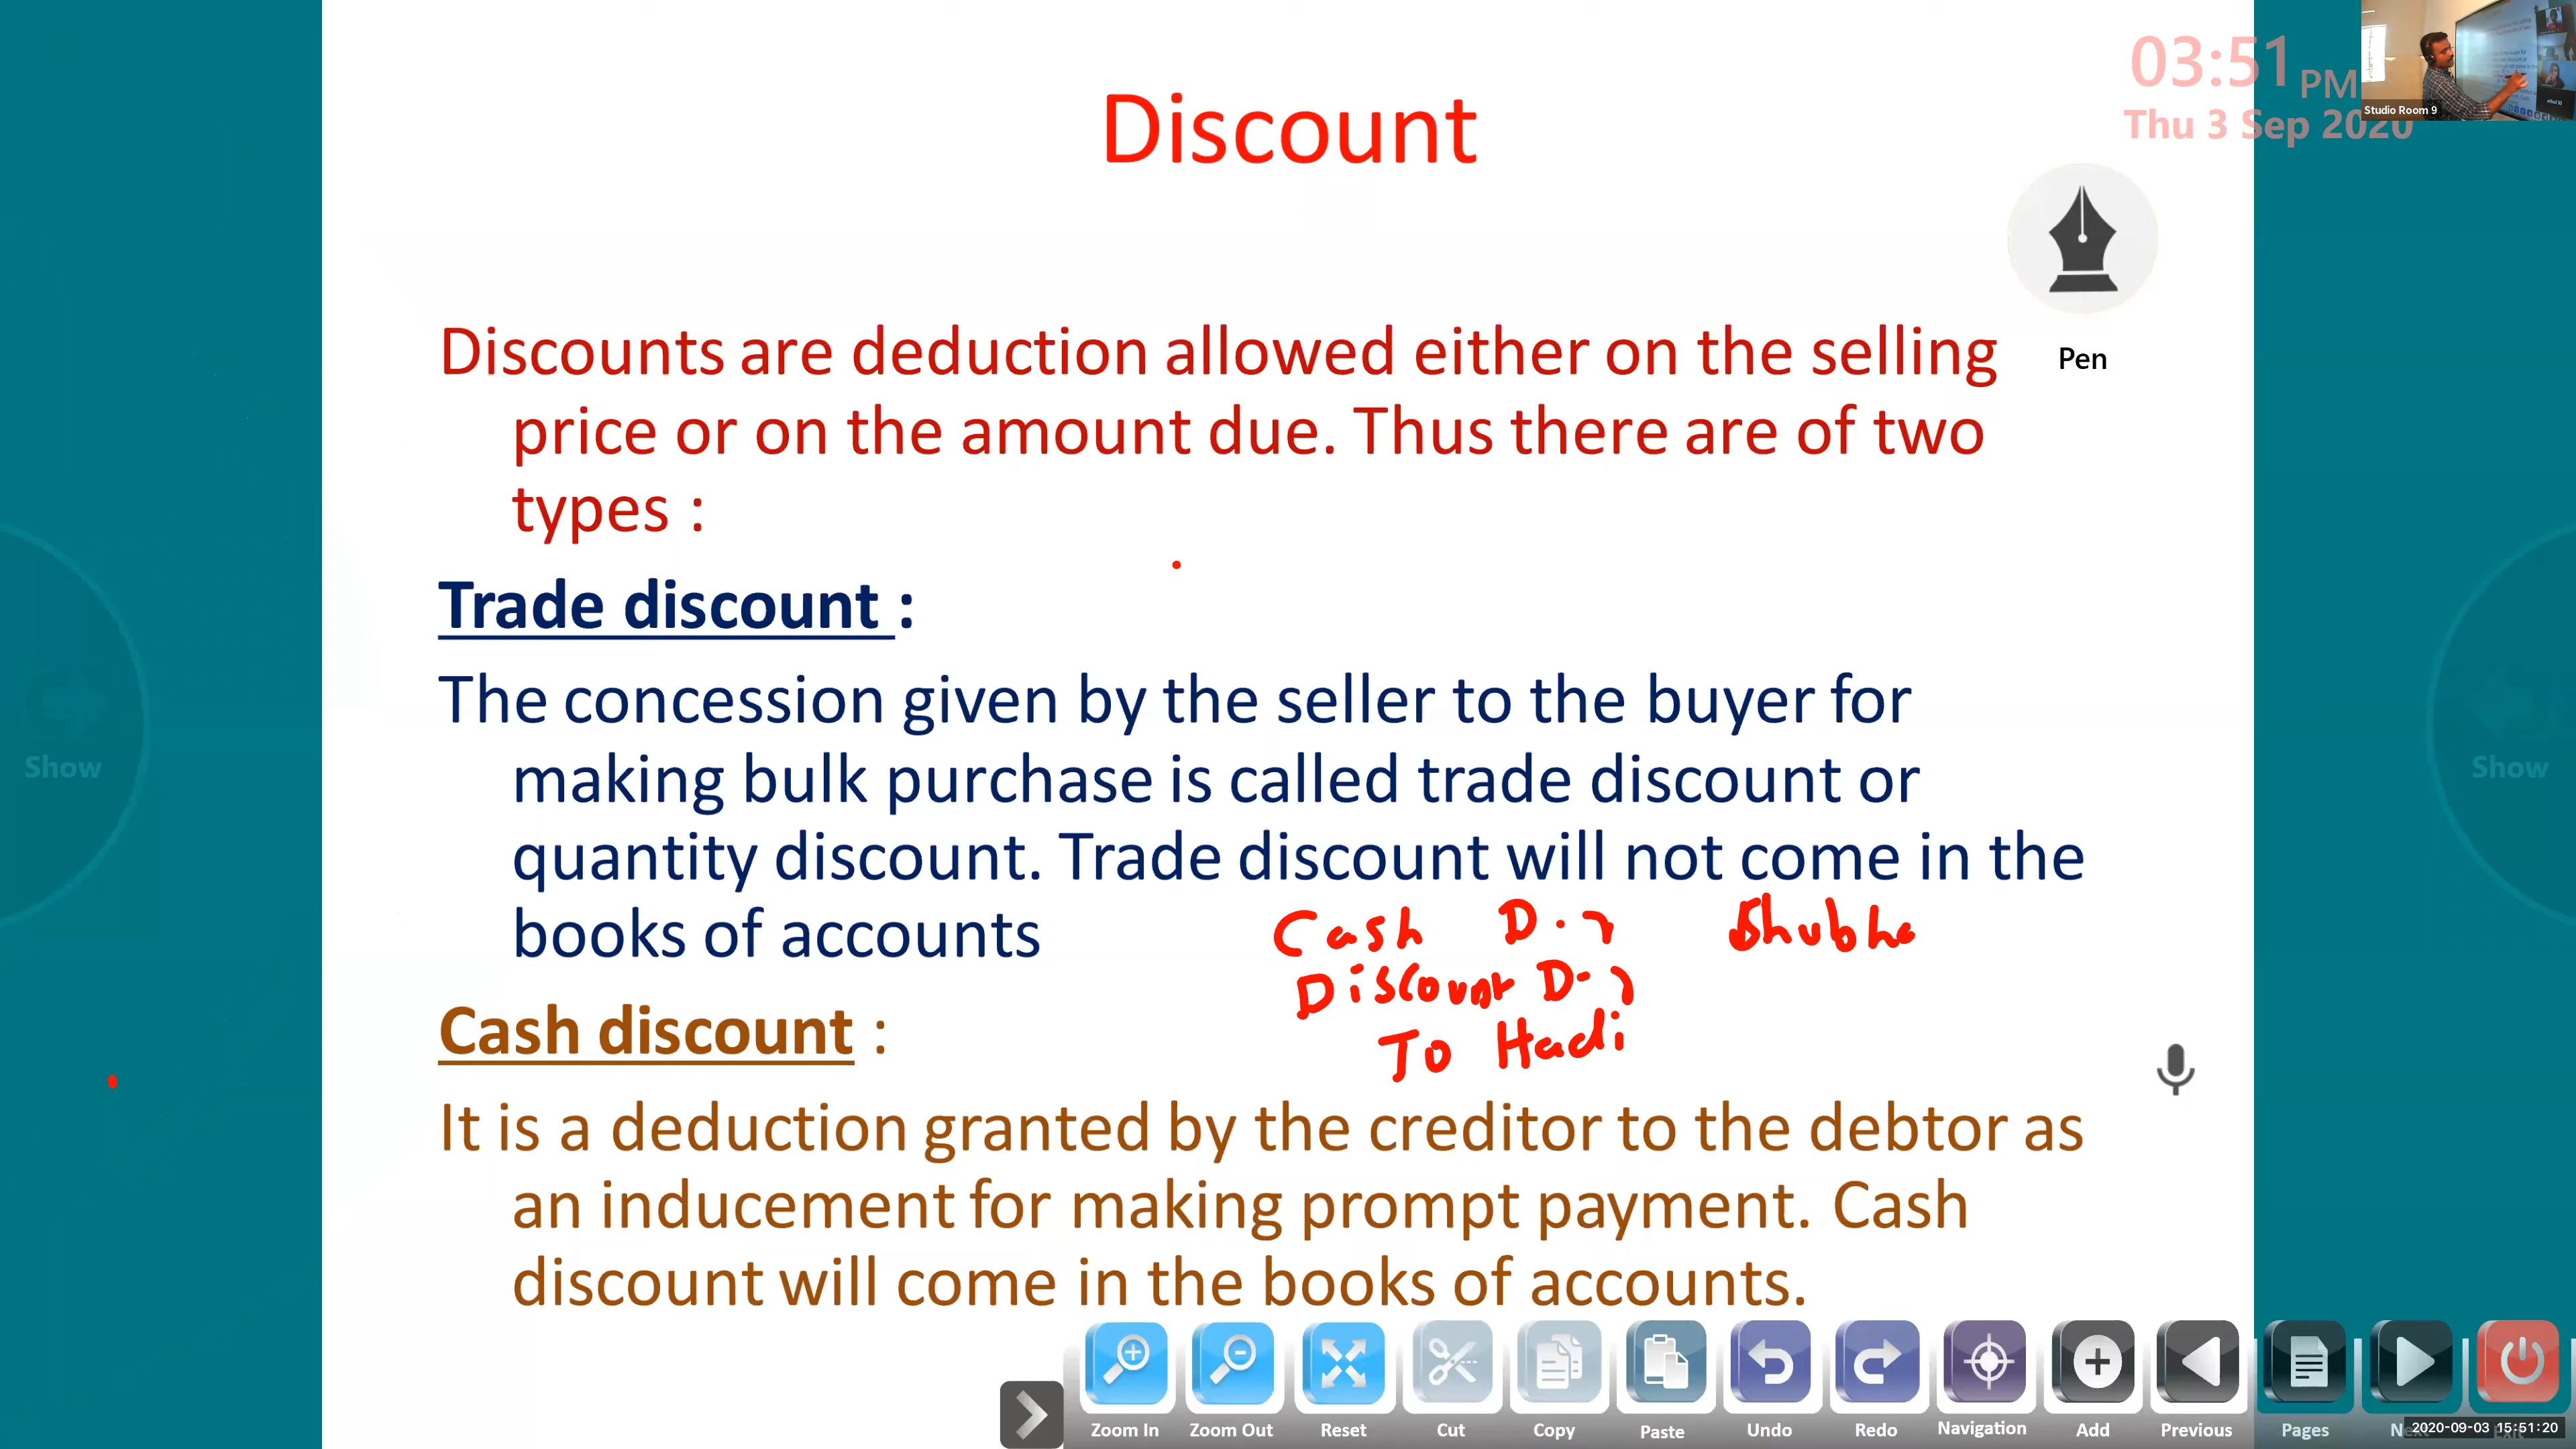 03:51 PM
Thu 3 Sep 2020
Studio Room 9
Discount
Pen
Discounts are deduction allowed either on the selling
price or on the amount due. Thus there are of two
types :
Trade discount :
The concession given by the seller to the buyer for
making bulk purchase is called trade discount or
quantity discount. Trade discount will not come in the
books of accounts
Cash D.r Shubha
Discount D-r
To Hadi
Cash discount :
It is a deduction granted by the creditor to the debtor as
an inducement for making prompt payment. Cash
discount will come in the books of accounts.
Show
Show
Zoom In Zoom Out Reset Cut Copy Paste Undo Redo Navigation Add Previous Pages
2020-09-03 15:51:20